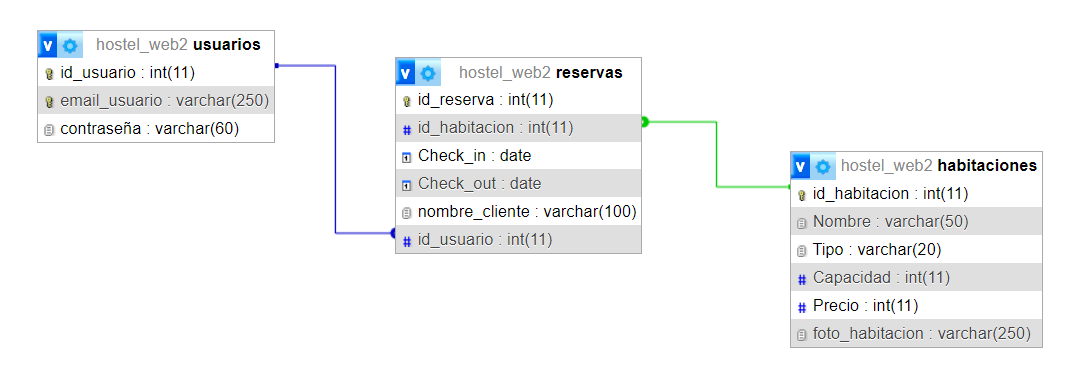 v hostel_web2 usuarios
id_usuario : int(11)
email_usuario : varchar(250)
contraseña : varchar(60)
v hostel_web2 reservas
id_reserva : int(11)
# id_habitacion : int(11)
Check_in : date
Check_out : date
nombre_cliente : varchar(100)
# id_usuario : int(11)
v hostel_web2 habitaciones
id_habitacion : int(11)
Nombre : varchar(50)
Tipo : varchar(20)
# Capacidad : int(11)
# Precio : int(11)
foto_habitacion : varchar(250)